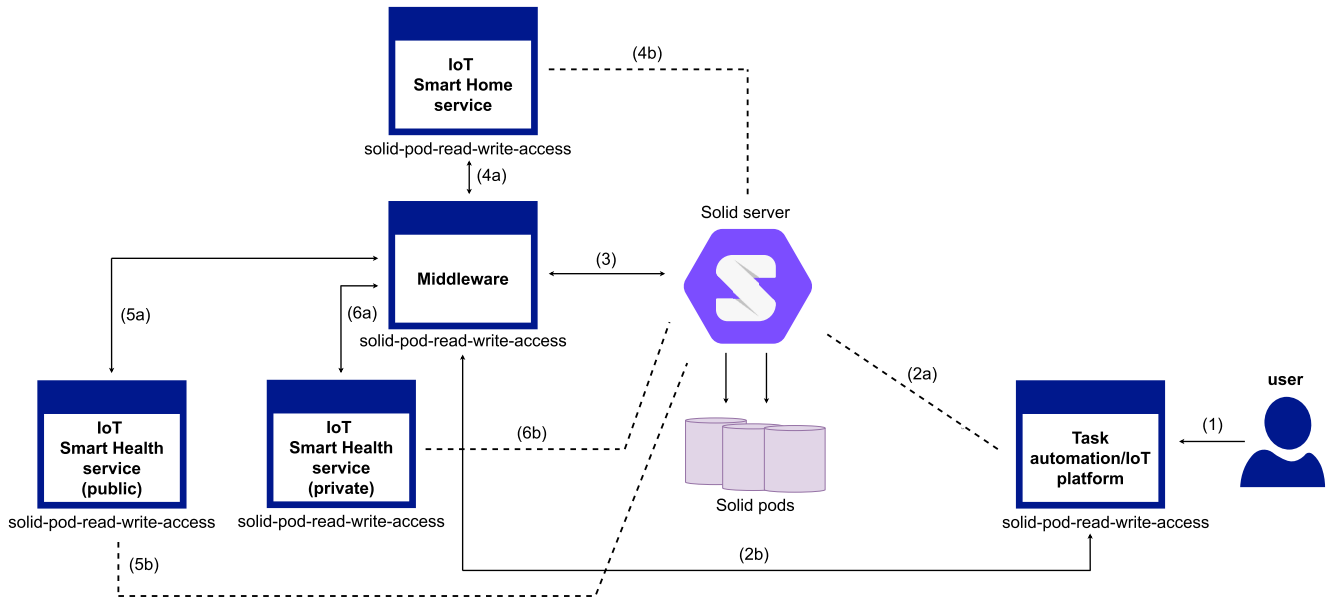 IoT
Smart Home
service
solid-pod-read-write-access
(4b)
(4a)
Solid server
Middleware
solid-pod-read-write-access
(3)
(5a)
(6a)
(2a)
user
(1)
IoT
Smart Health
service
(public)
solid-pod-read-write-access
IoT
Smart Health
service
(private)
solid-pod-read-write-access
(6b)
Solid pods
Task
automation/IoT
platform
solid-pod-read-write-access
(5b)
(2b)